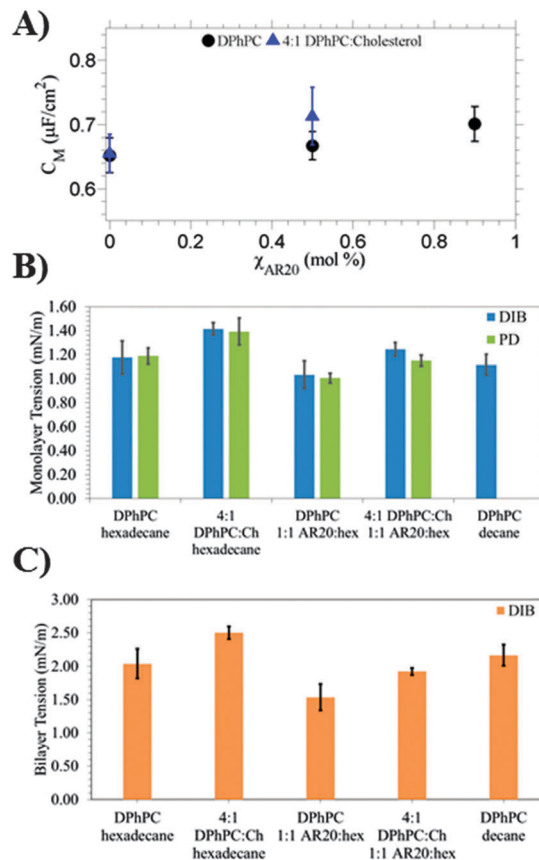 A)
DPhPC 4:1 DPhPC:Cholesterol
0.8
0.7
0.6
C_M (μF/cm²)
0 0.2 0.4 0.6 0.8 1
χ_AR20 (mol %)
B)
1.60
1.40
1.20
1.00
0.80
0.60
0.40
0.20
0.00
Monolayer Tension (mN/m)
DIB
PD
DPhPC
hexadecane
4:1
DPhPC:Ch
hexadecane
DPhPC
1:1 AR20:hex
4:1 DPhPC:Ch
1:1 AR20:hex
DPhPC
decane
C)
3.00
2.50
2.00
1.50
1.00
0.50
0.00
Bilayer Tension (mN/m)
DIB
DPhPC
hexadecane
4:1
DPhPC:Ch
hexadecane
DPhPC
1:1 AR20:hex
4:1
DPhPC:Ch
1:1 AR20:hex
DPhPC
decane